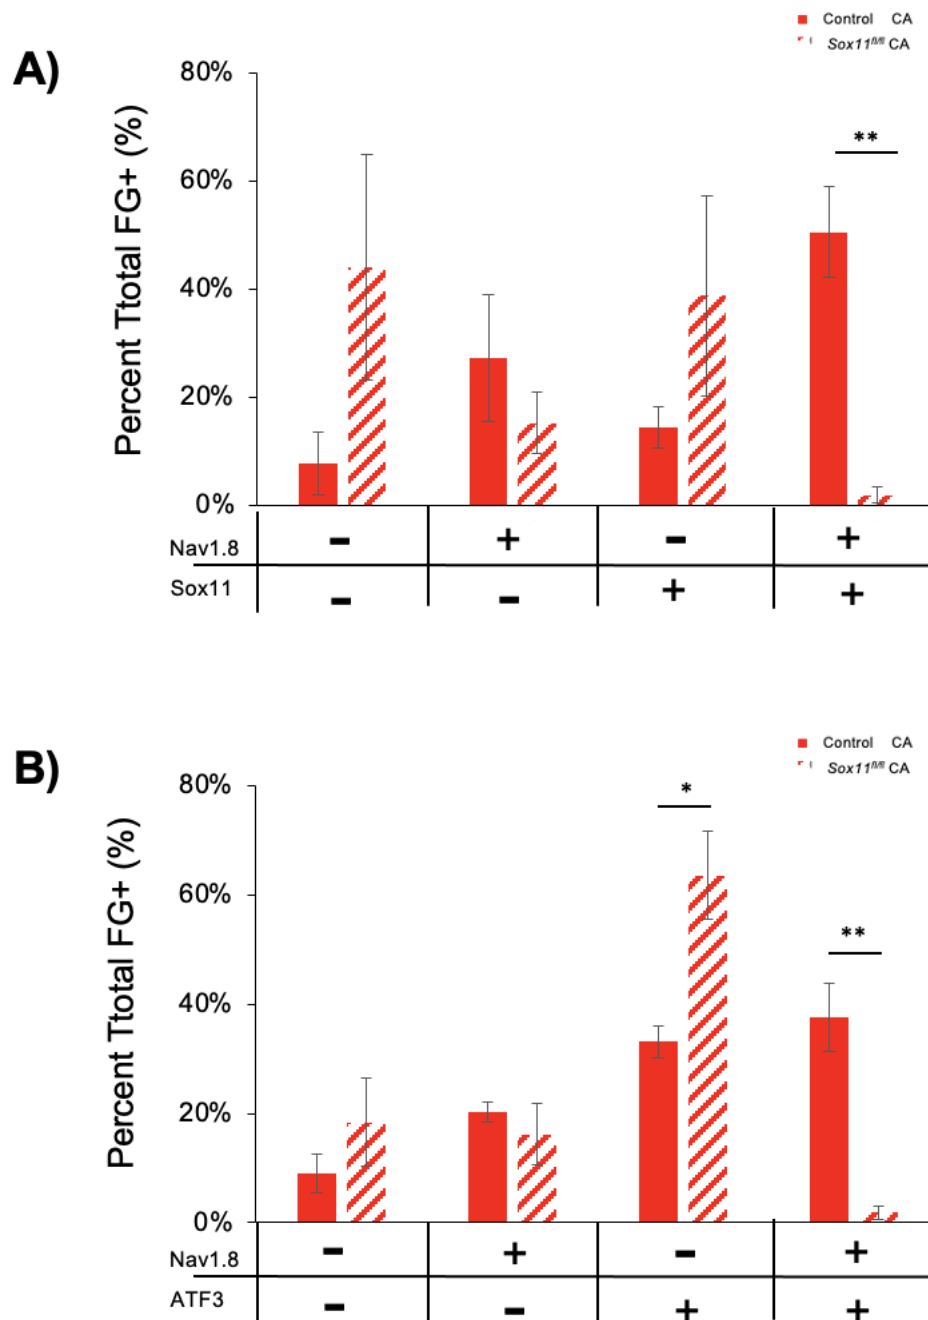 Control CA
Sox11fl/fl CA
A)
Percent Ttotal FG+ (%)
80%
60%
40%
20%
0%
**
Nav1.8 - + - +
Sox11 - - + +
Control CA
Sox11fl/fl CA
B)
Percent Ttotal FG+ (%)
80%
60%
40%
20%
0%
*
**
Nav1.8 - + - +
ATF3 - - + +